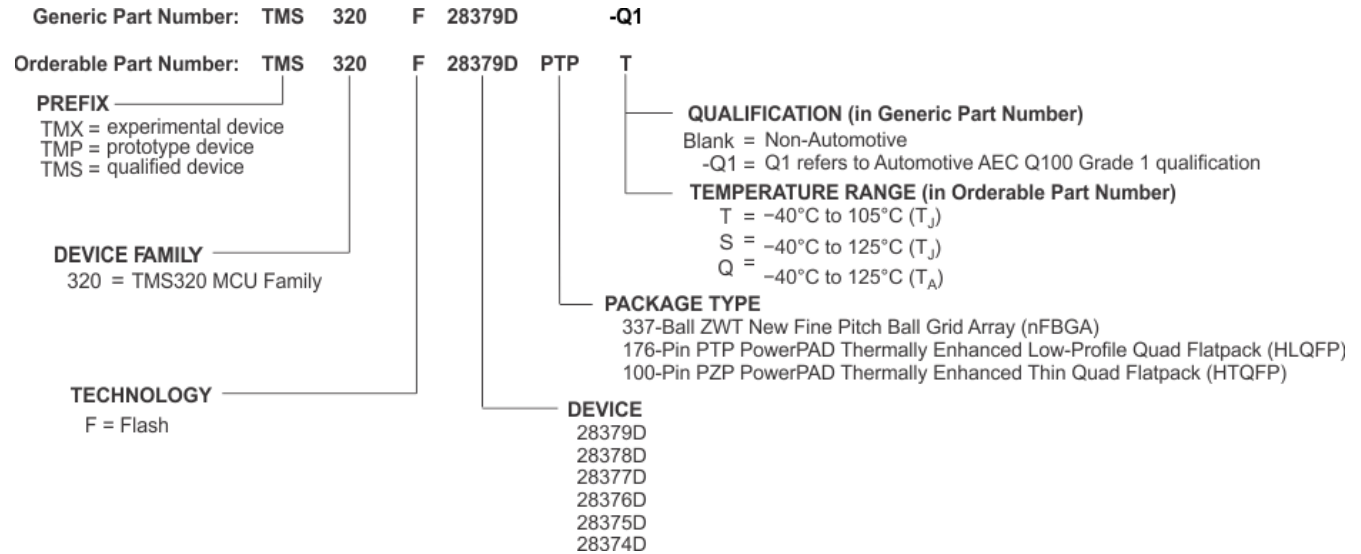 Generic Part Number: TMS 320 F 28379D -Q1
Orderable Part Number: TMS 320 F 28379D PTP T
PREFIX
TMX = experimental device
TMP = prototype device
TMS = qualified device
QUALIFICATION (in Generic Part Number)
Blank = Non-Automotive
-Q1 = Q1 refers to Automotive AEC Q100 Grade 1 qualification
TEMPERATURE RANGE (in Orderable Part Number)
T = −40°C to 105°C (TJ)
S = −40°C to 125°C (TJ)
Q = −40°C to 125°C (TA)
DEVICE FAMILY
320 = TMS320 MCU Family
PACKAGE TYPE
337-Ball ZWT New Fine Pitch Ball Grid Array (nFBGA)
176-Pin PTP PowerPAD Thermally Enhanced Low-Profile Quad Flatpack (HLQFP)
100-Pin PZP PowerPAD Thermally Enhanced Thin Quad Flatpack (HTQFP)
TECHNOLOGY
F = Flash
DEVICE
28379D
28378D
28377D
28376D
28375D
28374D